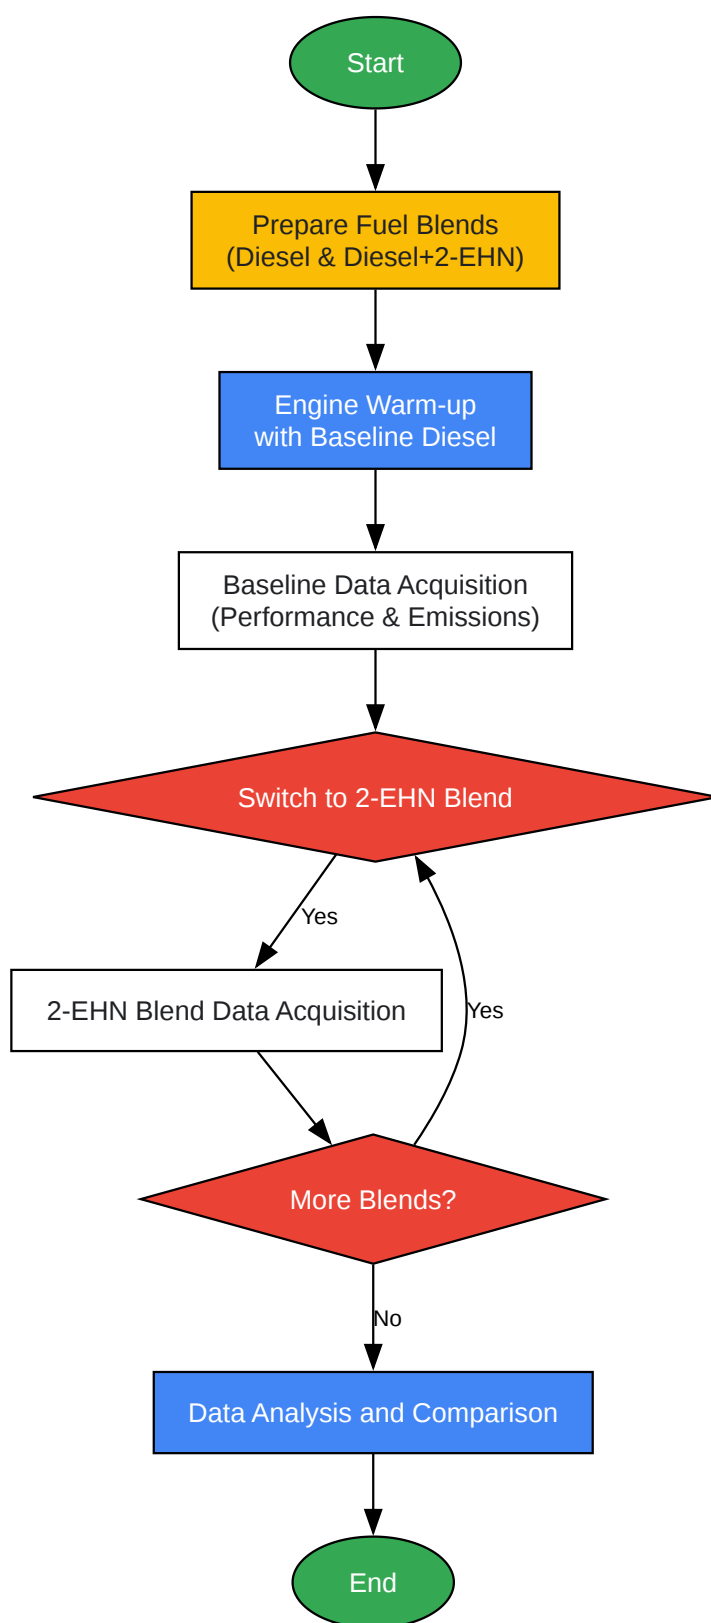 Start
Prepare Fuel Blends
(Diesel & Diesel+2-EHN)
Engine Warm-up
with Baseline Diesel
Baseline Data Acquisition
(Performance & Emissions)
Switch to 2-EHN Blend
Yes
2-EHN Blend Data Acquisition
Yes
More Blends?
No
Data Analysis and Comparison
End